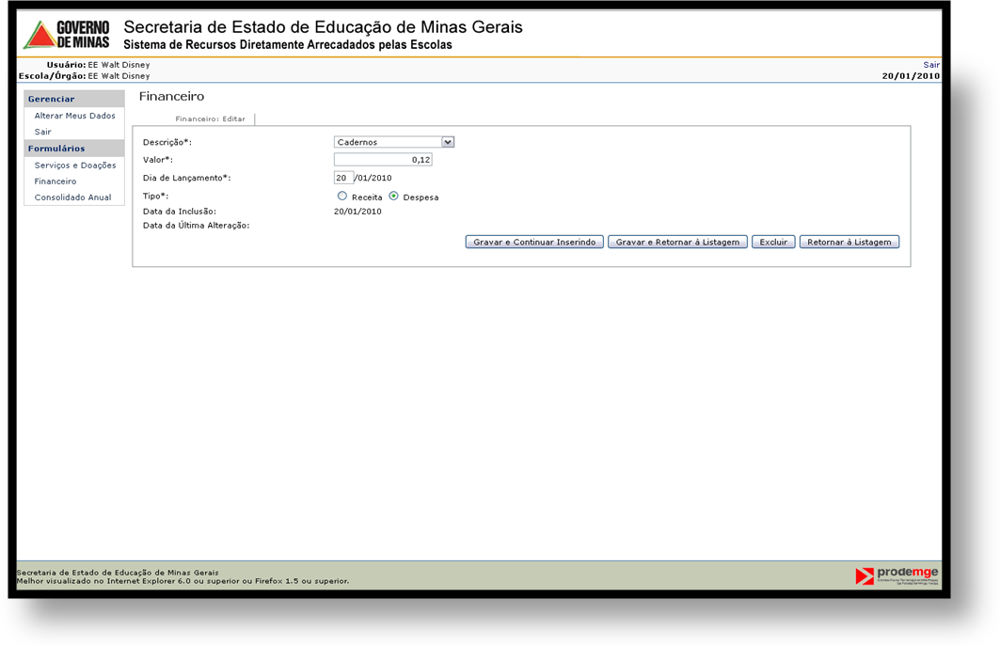 GOVERNO
DE MINAS
Secretaria de Estado de Educação de Minas Gerais
Sistema de Recursos Diretamente Arrecadados pelas Escolas
Usuário: EE Walt Disney
Sair
Escola/Órgão: EE Walt Disney
20/01/2010
Gerenciar
Alterar Meus Dados
Sair
Formulários
Serviços e Doações
Financeiro
Consolidado Anual
Financeiro
Financeiro: Editar
Descrição*: Cadernos
Valor*: 0,12
Dia de Lançamento*: 20 /01/2010
Tipo*: Receita Despesa
Data da Inclusão: 20/01/2010
Data da Última Alteração:
Gravar e Continuar Inserindo Gravar e Retornar á Listagem Excluir Retornar á Listagem
Secretaria de Estado de Educação de Minas Gerais
Melhor visualizado no Internet Explorer 6.0 ou superior ou Firefox 1.5 ou superior.
prodemge